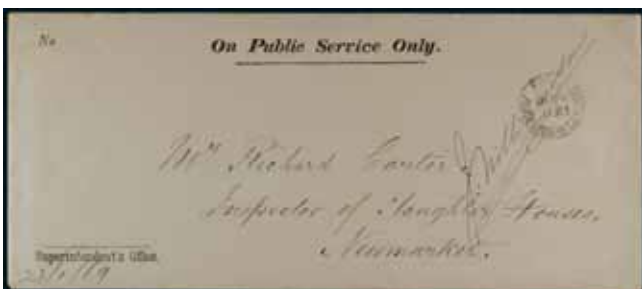 No
On Public Service Only.
Mr Richard Carter
Inspector of Slaughter Houses.
Newmarket.
Superintendent's Office.